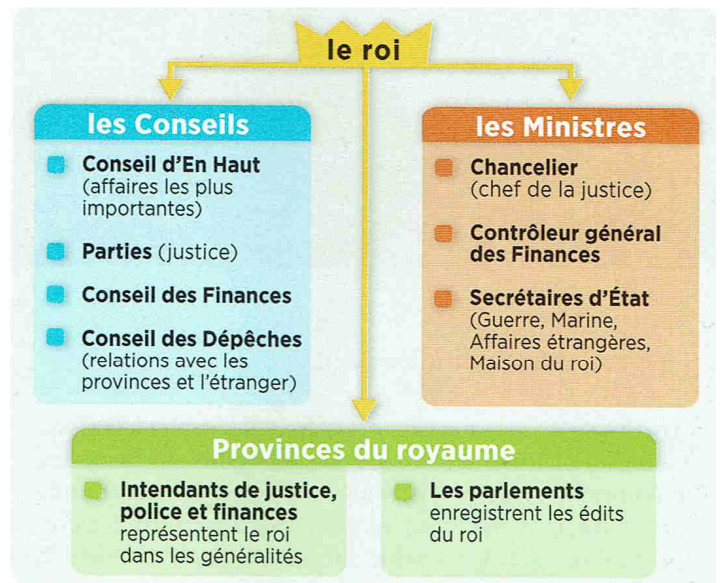 le roi
les Conseils
Conseil d'En Haut
(affaires les plus
importantes)
Parties (justice)
Conseil des Finances
Conseil des Dépêches
(relations avec les
provinces et l'étranger)
les Ministres
Chancelier
(chef de la justice)
Contrôleur général
des Finances
Secrétaires d'État
(Guerre, Marine,
Affaires étrangères,
Maison du roi)
Provinces du royaume
Intendants de justice,
police et finances
représentent le roi
dans les généralités
Les parlements
enregistrent les édits
du roi